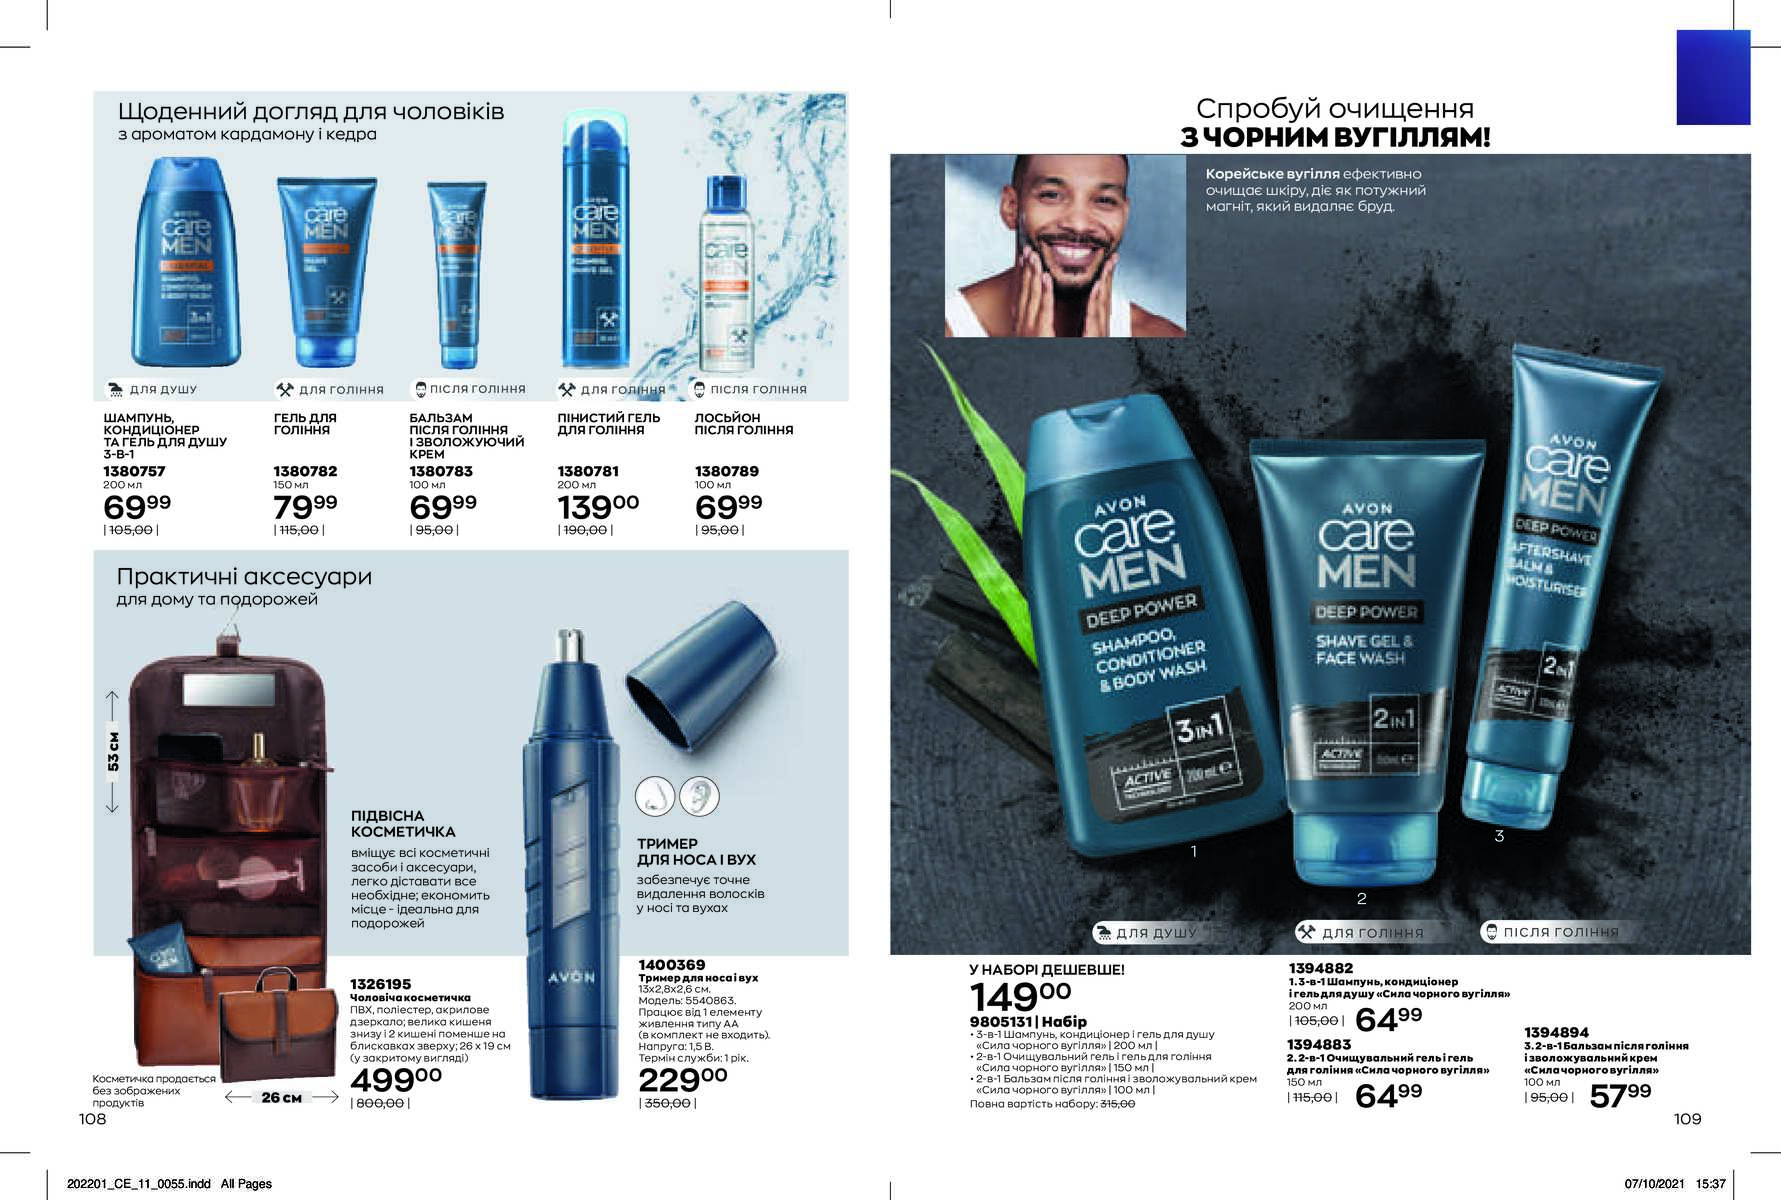 Щоденний догляд для чоловіків
з ароматом кардамону і кедра
ДЛЯ ДУШУ
ДЛЯ ГОЛІННЯ
ПІСЛЯ ГОЛІННЯ
ДЛЯ ГОЛІННЯ
ПІСЛЯ ГОЛІННЯ
ШАМПУНЬ,
КОНДИЦІОНЕР
ТА ГЕЛЬ ДЛЯ ДУШУ
3-В-1
1380757
200 мл
69 99
| 105,00 |
ГЕЛЬ ДЛЯ
ГОЛІННЯ
1380782
150 мл
79 99
| 115,00 |
БАЛЬЗАМ
ПІСЛЯ ГОЛІННЯ
І ЗВОЛОЖУЮЧИЙ
КРЕМ
1380783
100 мл
69 99
| 95,00 |
ПІНИСТИЙ ГЕЛЬ
ДЛЯ ГОЛІННЯ
1380781
200 мл
139 00
| 190,00 |
ЛОСЬЙОН
ПІСЛЯ ГОЛІННЯ
1380789
100 мл
69 99
| 95,00 |
Практичні аксесуари
для дому та подорожей
53 см
ПІДВІСНА
КОСМЕТИЧКА
вміщує всі косметичні
засоби і аксесуари,
легко діставати все
необхідне; економить
місце - ідеальна для
подорожей
AVON
ТРИМЕР
ДЛЯ НОСА І ВУХ
забезпечує точне
видалення волосків
у носі та вухах
1326195
Чоловіча косметичка
ПВХ, поліестер, акрилове
дзеркало; велика кишеня
знизу і 2 кишені поменше на
блискавках зверху; 26 х 19 см
(у закритому вигляді)
499 00
| 800,00 |
1400369
Тример для носа і вух
13х2,8х2,6 см.
Модель: 5540863.
Працює від 1 елементу
живлення типу АА
(в комплект не входить).
Напруга: 1,5 В.
Термін служби: 1 рік.
229 00
| 350,00 |
Косметичка продається
без зображених
продуктів
26 см
108
Спробуй очищення
З ЧОРНИМ ВУГІЛЛЯМ!
Корейське вугілля ефективно
очищає шкіру, діє як потужний
магніт, який видаляє бруд.
AVON
care
MEN
DEEP POWER
SHAMPOO,
CONDITIONER
& BODY WASH
3 IN 1
ACTIVE
TECHNOLOGY
200 mL
1
AVON
care
MEN
DEEP POWER
SHAVE GEL &
FACE WASH
2 IN 1
ACTIVE
TECHNOLOGY
2
AVON
care
MEN
DEEP POWER
AFTERSHAVE
BALM &
MOISTURISER
2 IN 1
ACTIVE
3
ДЛЯ ДУШУ
ДЛЯ ГОЛІННЯ
ПІСЛЯ ГОЛІННЯ
У НАБОРІ ДЕШЕВШЕ!
149 00
9805131 | Набір
• 3-в-1 Шампунь, кондиціонер і гель для душу
«Сила чорного вугілля» | 200 мл |
• 2-в-1 Очищувальний гель і гель для гоління
«Сила чорного вугілля» | 150 мл |
• 2-в-1 Бальзам після гоління і зволожувальний крем
«Сила чорного вугілля» | 100 мл |
Повна вартість набору: 315,00
1394882
1. 3-в-1 Шампунь, кондиціонер
і гель для душу «Сила чорного вугілля»
200 мл
| 105,00 | 64 99
1394883
2. 2-в-1 Очищувальний гель і гель
для гоління «Сила чорного вугілля»
150 мл
| 115,00 | 64 99
1394894
3. 2-в-1 Бальзам після гоління
і зволожувальний крем
«Сила чорного вугілля»
100 мл
| 95,00 | 57 99
109
202201_CE_11_0055.indd   All Pages
07/10/2021   15:37